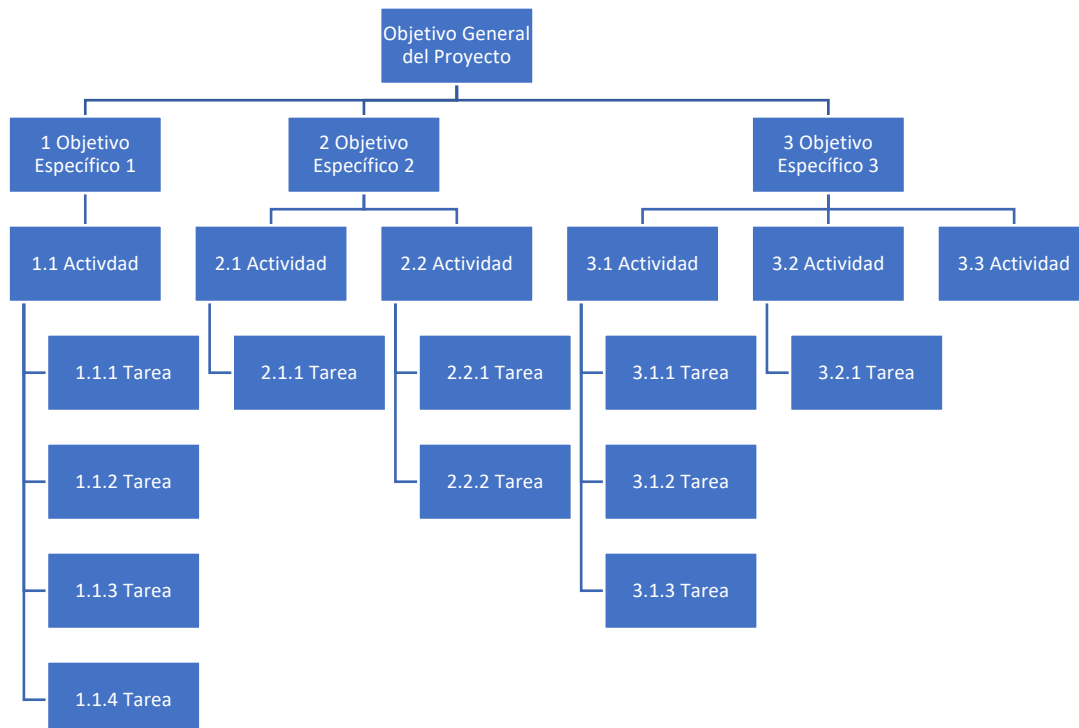 Objetivo General
del Proyecto
1 Objetivo
Específico 1
2 Objetivo
Específico 2
3 Objetivo
Específico 3
1.1 Activdad
2.1 Actividad
2.2 Actividad
3.1 Actividad
3.2 Actividad
3.3 Actividad
1.1.1 Tarea
2.1.1 Tarea
2.2.1 Tarea
3.1.1 Tarea
3.2.1 Tarea
1.1.2 Tarea
2.2.2 Tarea
3.1.2 Tarea
1.1.3 Tarea
3.1.3 Tarea
1.1.4 Tarea